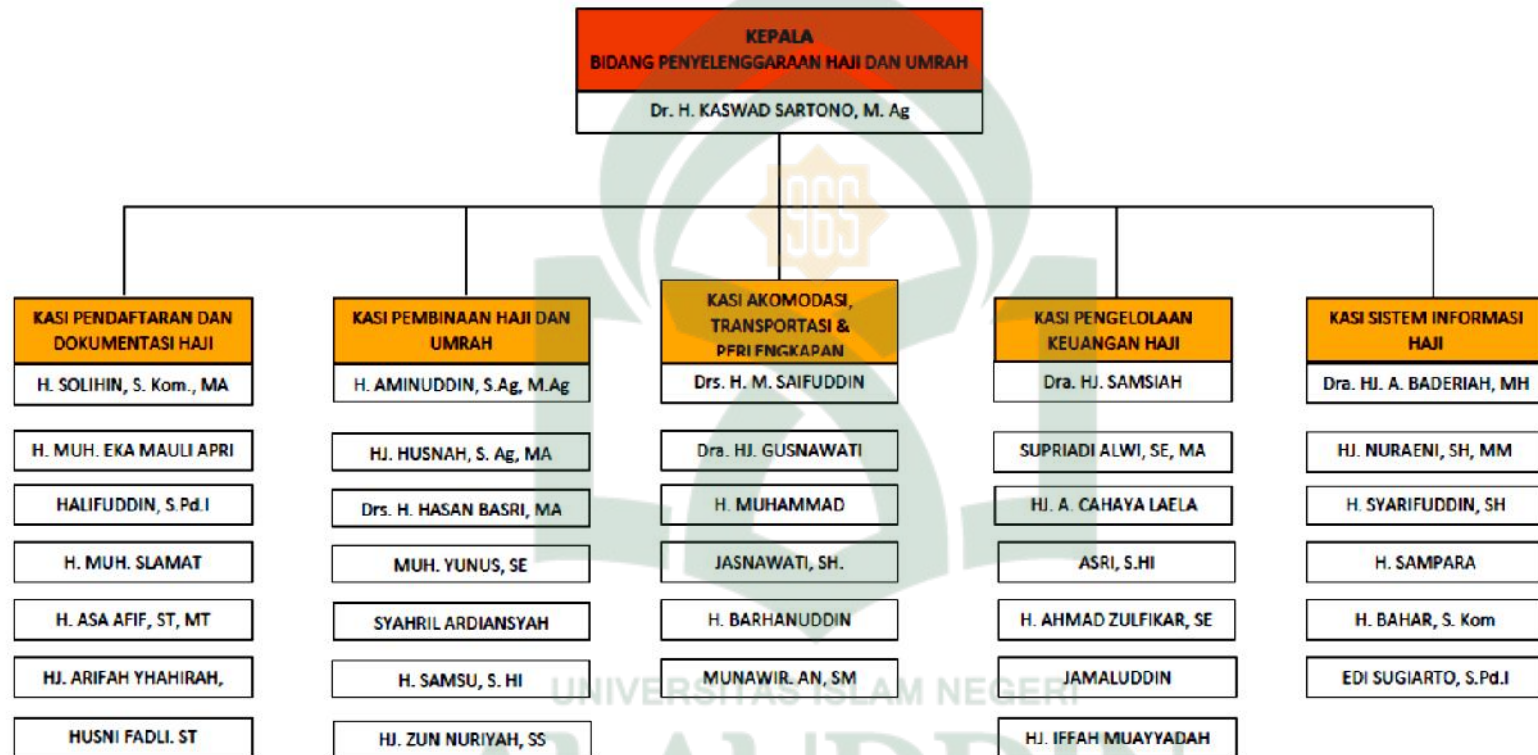 KEPALA
BIDANG PENYELENGGARAAN HAJI DAN UMRAH
Dr. H. KASWAD SARTONO, M. Ag
KASI PENDAFTARAN DAN
DOKUMENTASI HAJI
H. SOLIHIN, S. Kom., MA
H. MUH. EKA MAULI APRI
HALIFUDDIN, S.Pd.I
H. MUH. SLAMAT
H. ASA AFIF, ST, MT
HJ. ARIFAH YHAHIRAH,
HUSNI FADLI. ST
KASI PEMBINAAN HAJI DAN
UMRAH
H. AMINUDDIN, S.Ag, M.Ag
HJ. HUSNAH, S. Ag, MA
Drs. H. HASAN BASRI, MA
MUH. YUNUS, SE
SYAHRIL ARDIANSYAH
H. SAMSU, S. HI
HJ. ZUN NURIYAH, SS
KASI AKOMODASI,
TRANSPORTASI &
PERLENGKAPAN
Drs. H. M. SAIFUDDIN
Dra. HJ. GUSNAWATI
H. MUHAMMAD
JASNAWATI, SH.
H. BARHANUDDIN
MUNAWIR. AN, SM
KASI PENGELOLAAN
KEUANGAN HAJI
Dra. HJ. SAMSIAH
SUPRIADI ALWI, SE, MA
HJ. A. CAHAYA LAELA
ASRI, S.HI
H. AHMAD ZULFIKAR, SE
JAMALUDDIN
HJ. IFFAH MUAYYADAH
KASI SISTEM INFORMASI
HAJI
Dra. HJ. A. BADERIAH, MH
HJ. NURAENI, SH, MM
H. SYARIFUDDIN, SH
H. SAMPARA
H. BAHAR, S. Kom
EDI SUGIARTO, S.Pd.I
965
UNIVERSITAS ISLAM NEGERI
ALAUDDIN